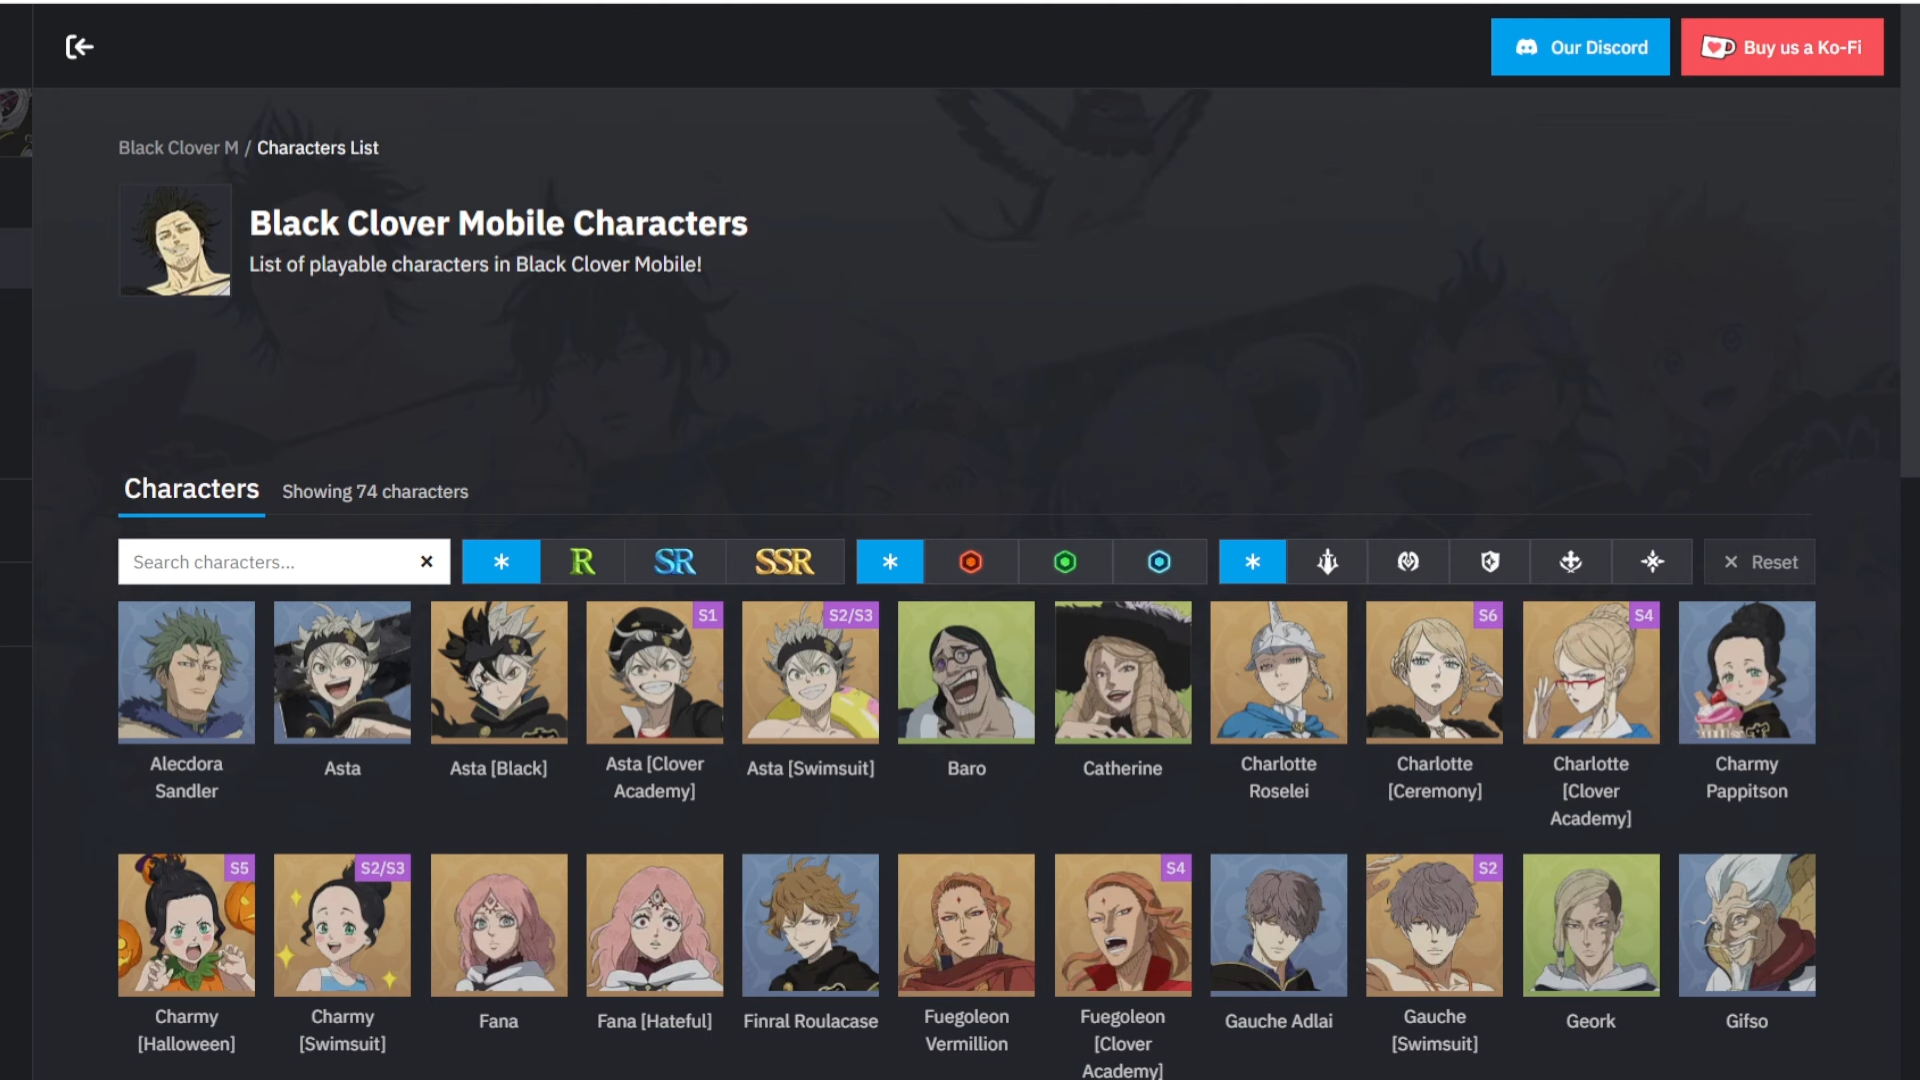 Our Discord
Buy us a Ko-Fi
Black Clover M / Characters List
Black Clover Mobile Characters
List of playable characters in Black Clover Mobile!
Characters
Showing 74 characters
Search characters...
R
SR
SSR
Reset
S1
S2/S3
S6
S4
Alecdora
Sandler
Asta
Asta [Black]
Asta [Clover
Academy]
Asta [Swimsuit]
Baro
Catherine
Charlotte
Roselei
Charlotte
[Ceremony]
Charlotte
[Clover
Academy]
Charmy
Pappitson
S5
S2/S3
S4
S2
Charmy
[Halloween]
Charmy
[Swimsuit]
Fana
Fana [Hateful]
Finral Roulacase
Fuegoleon
Vermillion
Fuegoleon
[Clover
Academy]
Gauche Adlai
Gauche
[Swimsuit]
Geork
Gifso